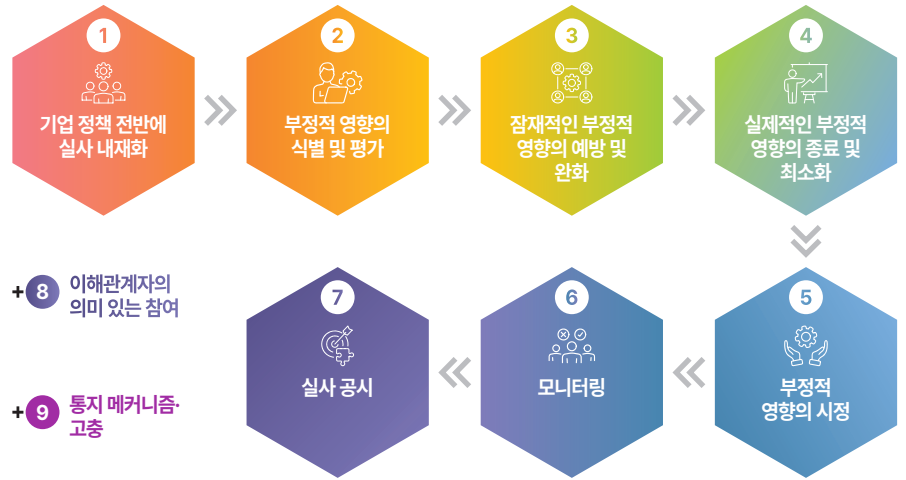 1
기업 정책 전반에
실사 내재화
2
부정적 영향의
식별 및 평가
3
잠재적인 부정적
영향의 예방 및
완화
4
실제적인 부정적
영향의 종료 및
최소화
5
부정적
영향의 시정
6
모니터링
7
실사 공시
+8 이해관계자의
의미 있는 참여
+9 통지 메커니즘·
고충